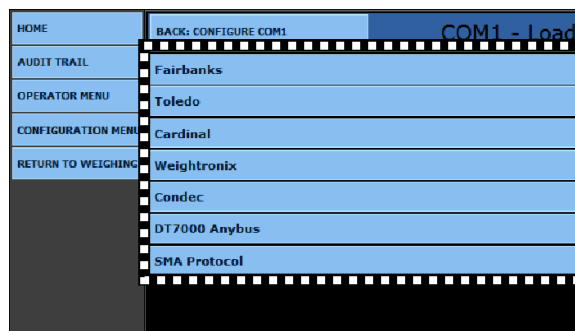 HOME
AUDIT TRAIL
OPERATOR MENU
CONFIGURATION MENU
RETURN TO WEIGHING
BACK: CONFIGURE COM1
COM1 - Load
Fairbanks
Toledo
Cardinal
Weightronix
Condec
DT7000 Anybus
SMA Protocol